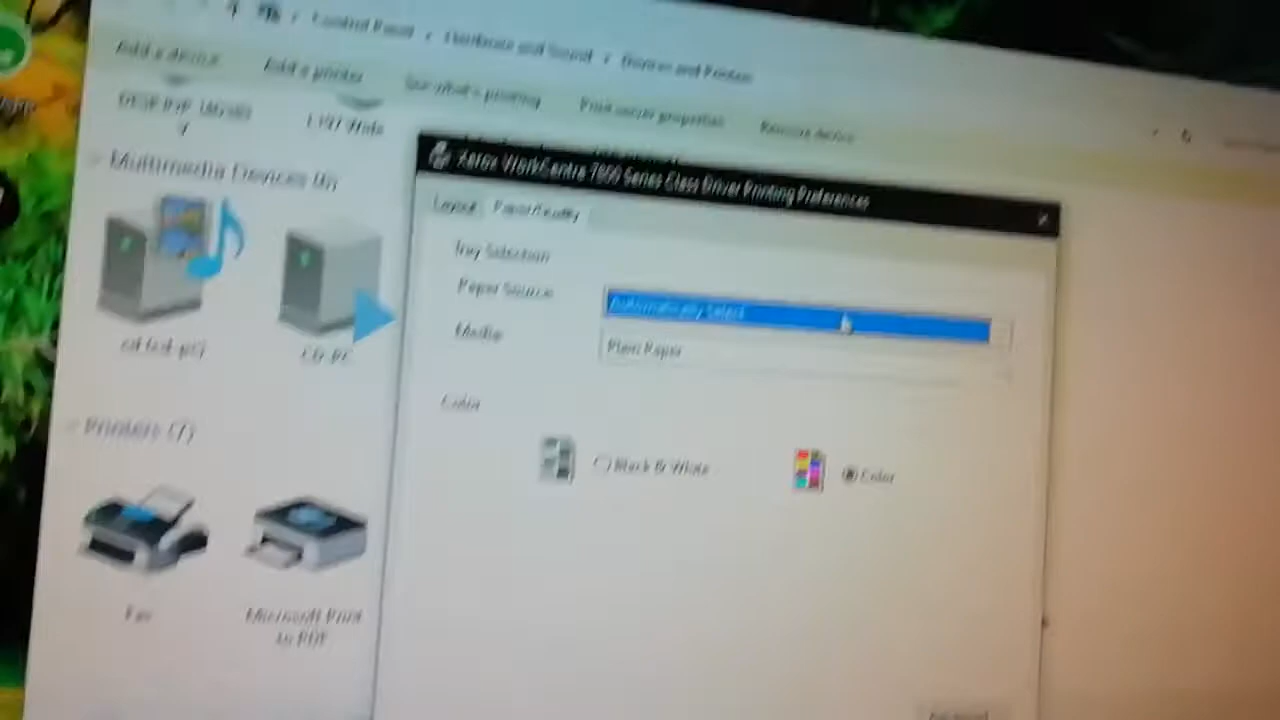 Control Panel › Hardware and Sound › Devices and Printers
Add a device
Add a printer
See what's printing
Print server properties
Remove device
Multimedia Devices
Printers (7)
Fax
Microsoft Print
to PDF
Xerox WorkCentre 7800 Series Class Driver Printing Preferences
Layout
Paper/Quality
Tray Selection
Paper Source
Automatically Select
Media
Plain Paper
Color
Black & White
Color